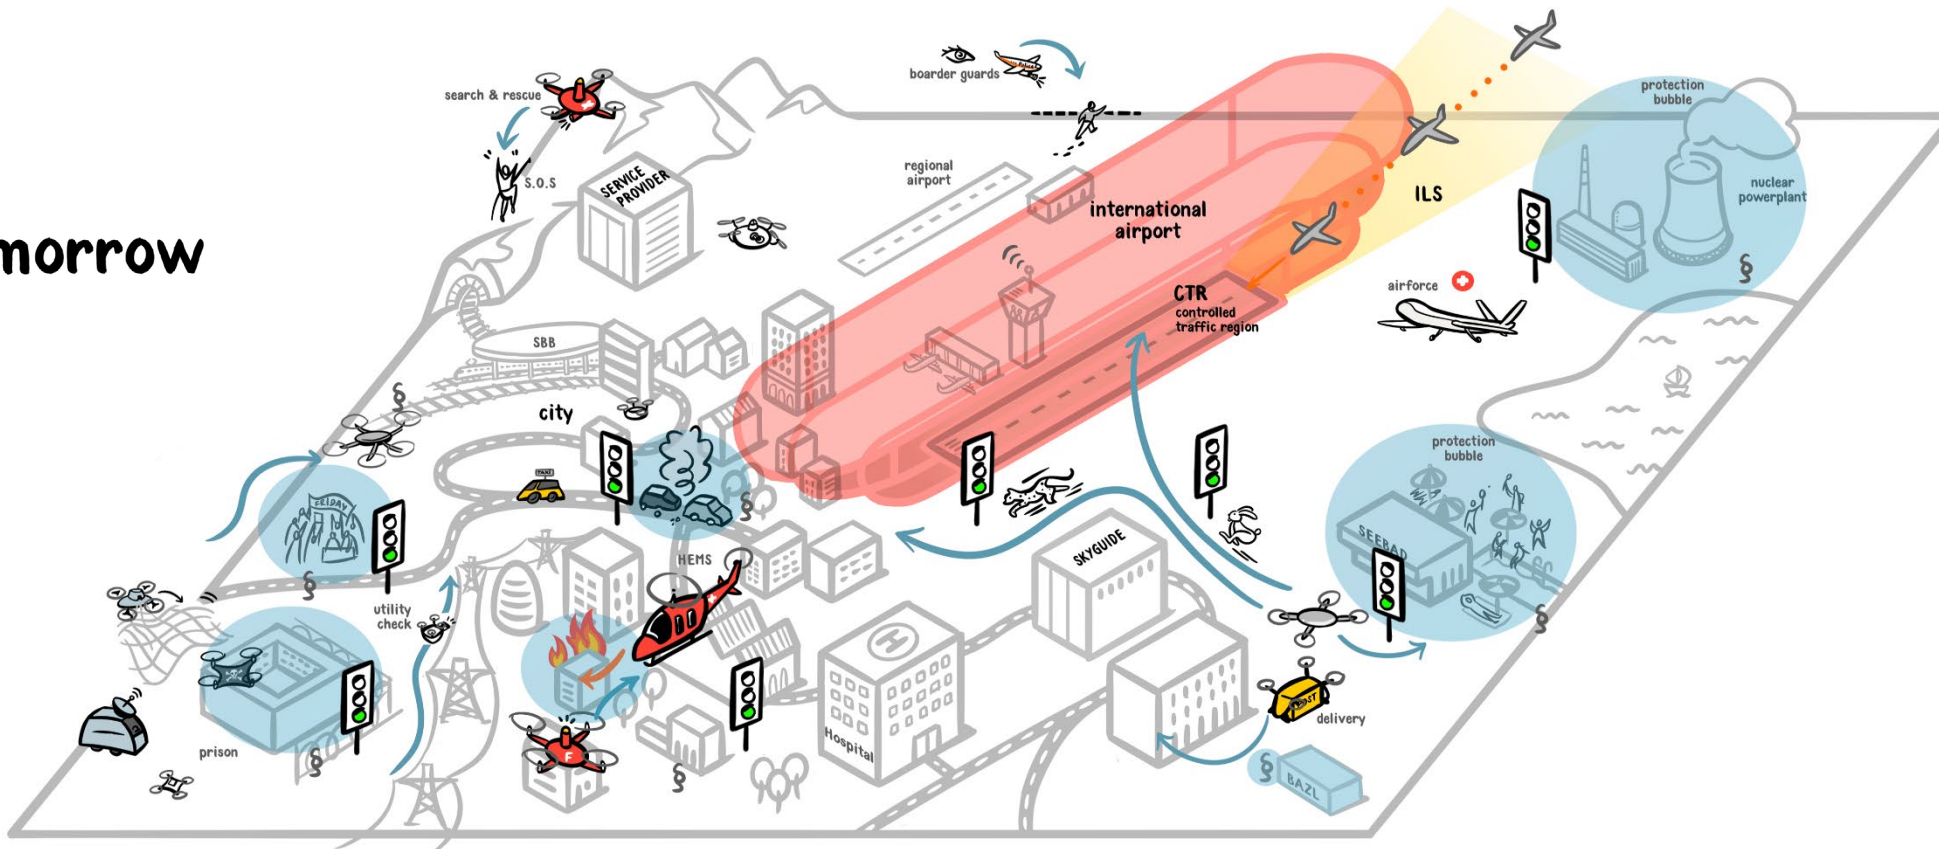 morrow
search & rescue
S.O.S
SERVICE
PROVIDER
boarder guards
regional
airport
international
airport
ILS
protection
bubble
nuclear
powerplant
§
airforce
CTR
controlled
traffic region
SBB
§
city
TAXI
FRIDAY
§
§
HEMS
utility
check
prison
§
F
§
Hospital
SKYGUIDE
protection
bubble
SEEBAD
§
POST
delivery
§
BAZL